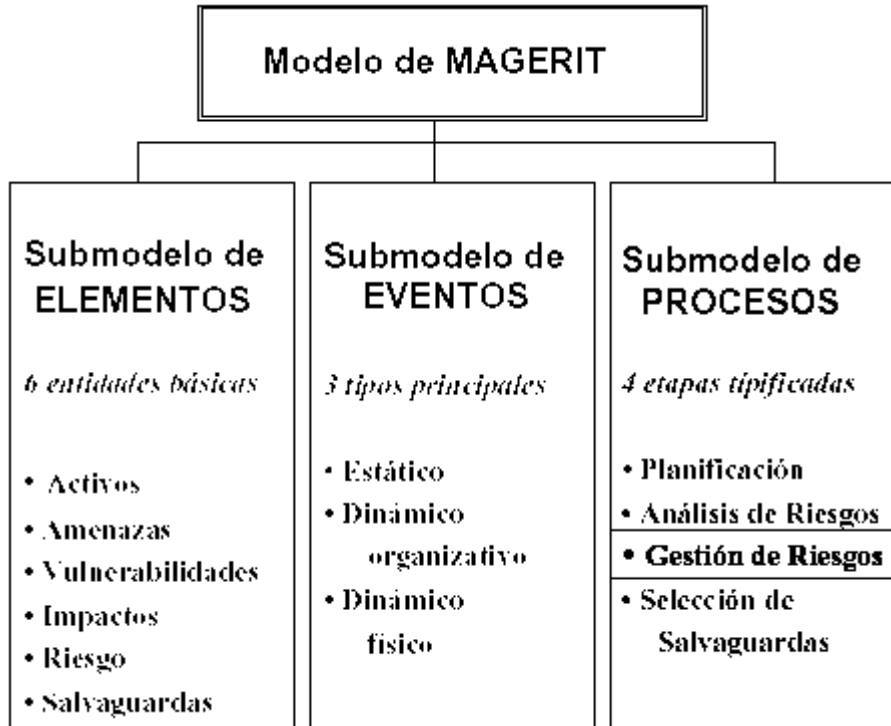 Modelo de MAGERIT
Submodelo de
ELEMENTOS
6 entidades básicas
• Activos
• Amenazas
• Vulnerabilidades
• Impactos
• Riesgo
• Salvaguardas
Submodelo de
EVENTOS
3 tipos principales
• Estático
• Dinámico
organizativo
• Dinámico
físico
Submodelo de
PROCESOS
4 etapas típificadas
• Planificación
• Análisis de Riesgos
• Gestión de Riesgos
• Selección de
Salvaguardas